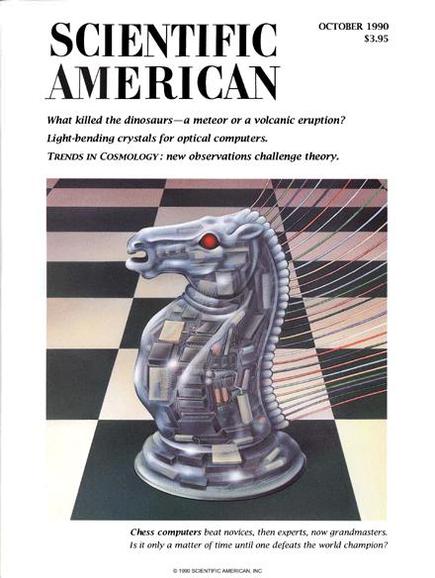 SCIENTIFIC
AMERICAN
OCTOBER 1990
$3.95
What killed the dinosaurs—a meteor or a volcanic eruption?
Light-bending crystals for optical computers.
TRENDS IN COSMOLOGY: new observations challenge theory.
Chess computers beat novices, then experts, now grandmasters.
Is it only a matter of time until one defeats the world champion?
© 1990 SCIENTIFIC AMERICAN, INC